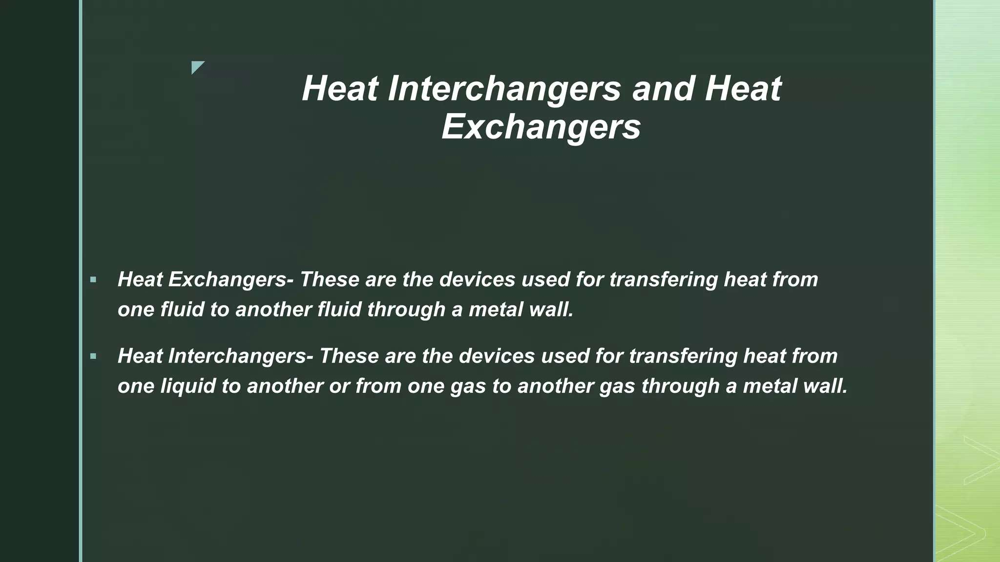 Heat Interchangers and Heat
Exchangers
▪ Heat Exchangers- These are the devices used for transfering heat from
one fluid to another fluid through a metal wall.
▪ Heat Interchangers- These are the devices used for transfering heat from
one liquid to another or from one gas to another gas through a metal wall.